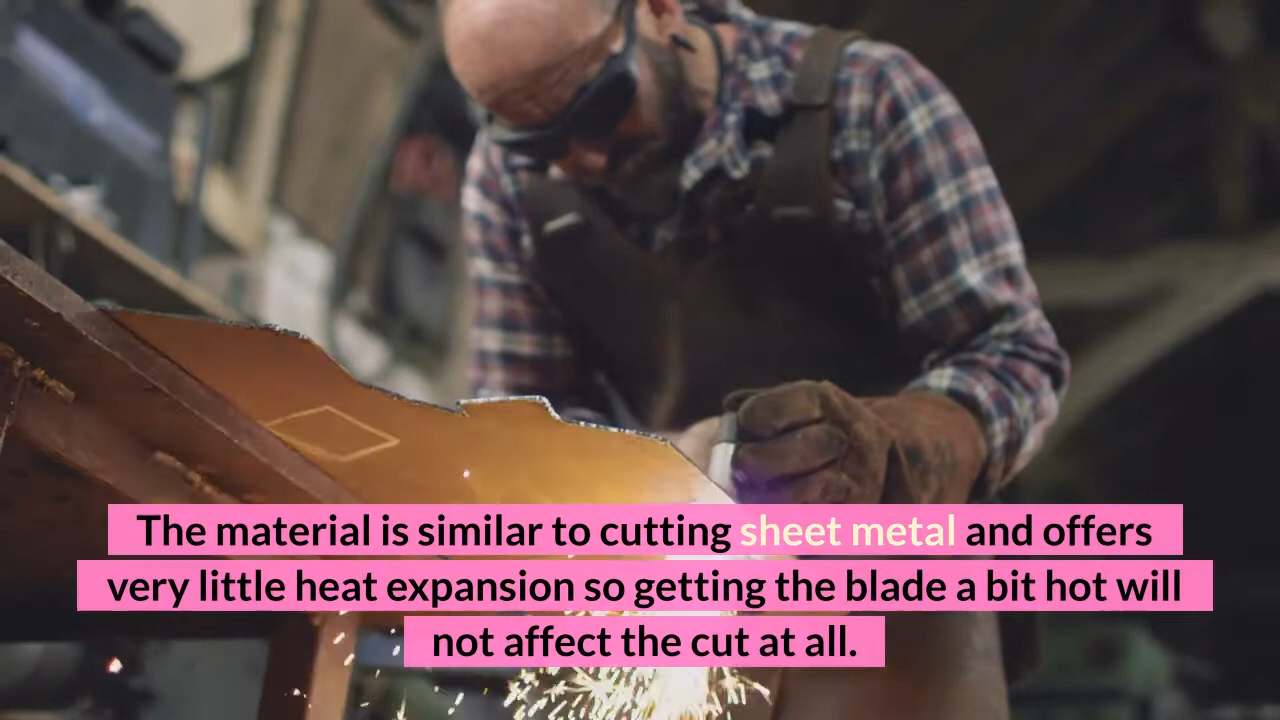 The material is similar to cutting sheet metal and offers
very little heat expansion so getting the blade a bit hot will
not affect the cut at all.